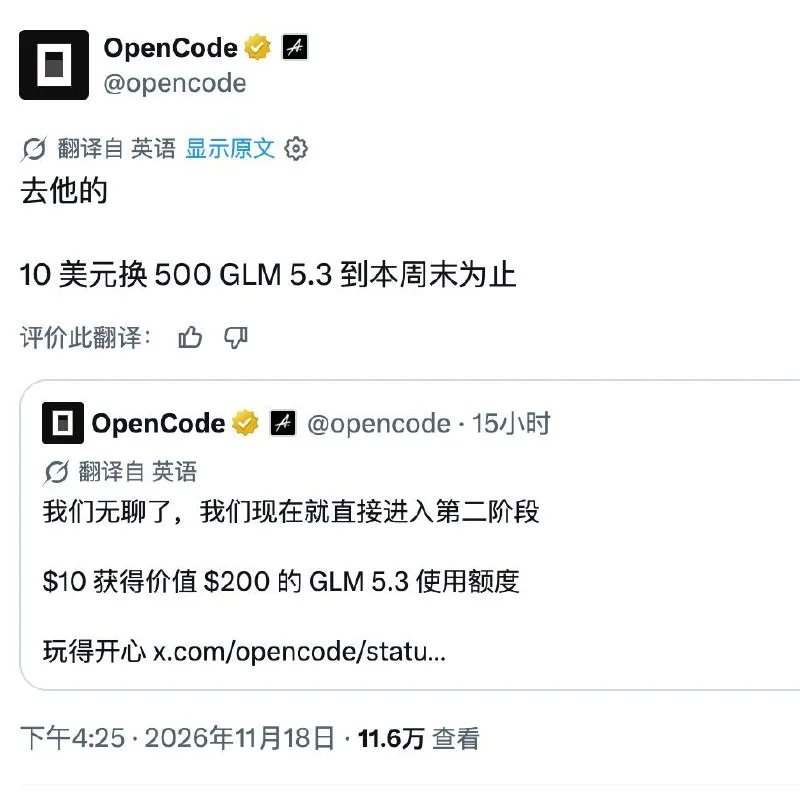 OpenCode
@opencode
翻译自 英语 显示原文
去他的
10 美元换 500 GLM 5.3 到本周末为止
评价此翻译：
OpenCode @opencode · 15小时
翻译自 英语
我们无聊了，我们现在就直接进入第二阶段
$10 获得价值 $200 的 GLM 5.3 使用额度
玩得开心 x.com/opencode/statu...
下午4:25 · 2026年11月18日 · 11.6万 查看